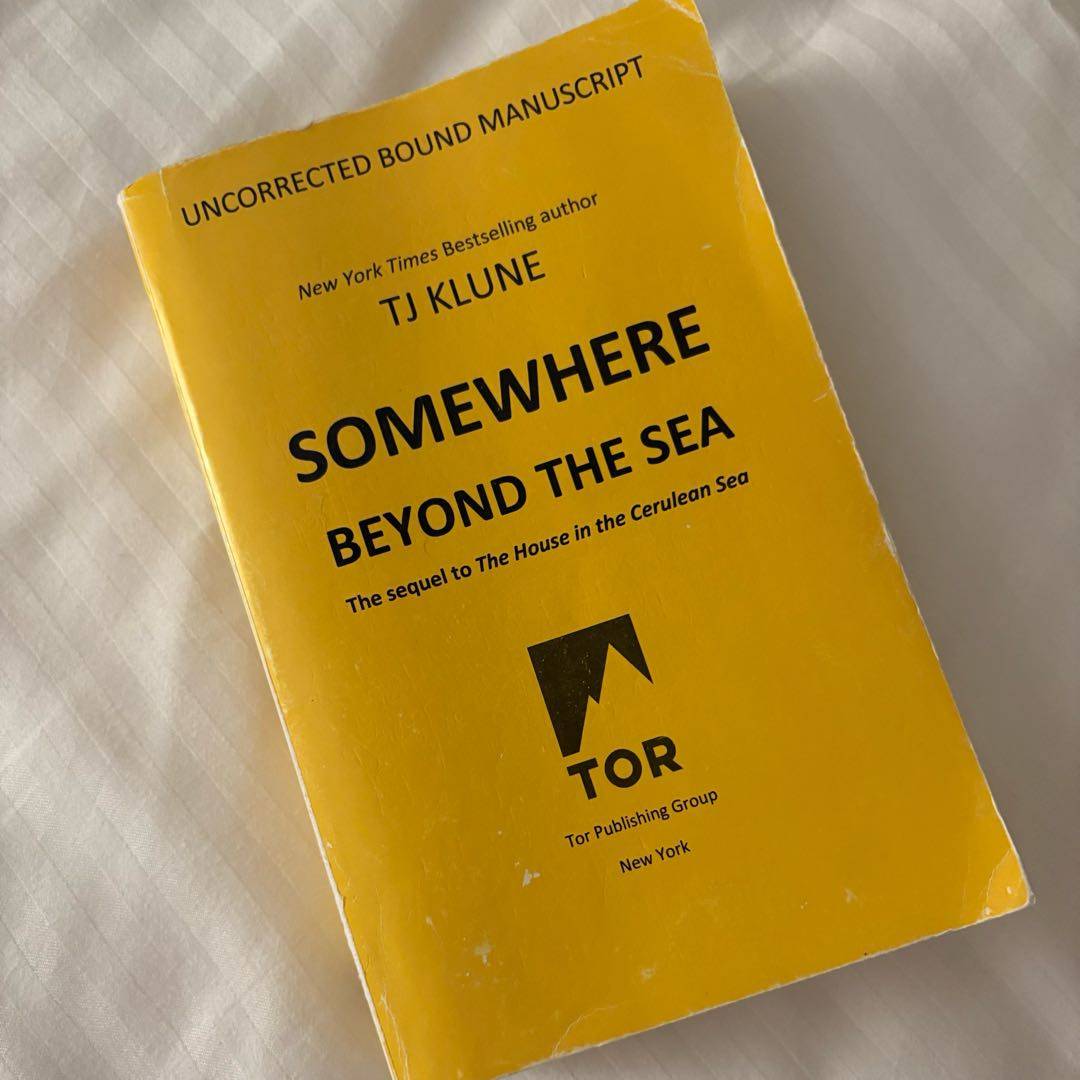 UNCORRECTED BOUND MANUSCRIPT
New York Times Bestselling author
TJ KLUNE
SOMEWHERE
BEYOND THE SEA
The sequel to The House in the Cerulean Sea
TOR
Tor Publishing Group
New York